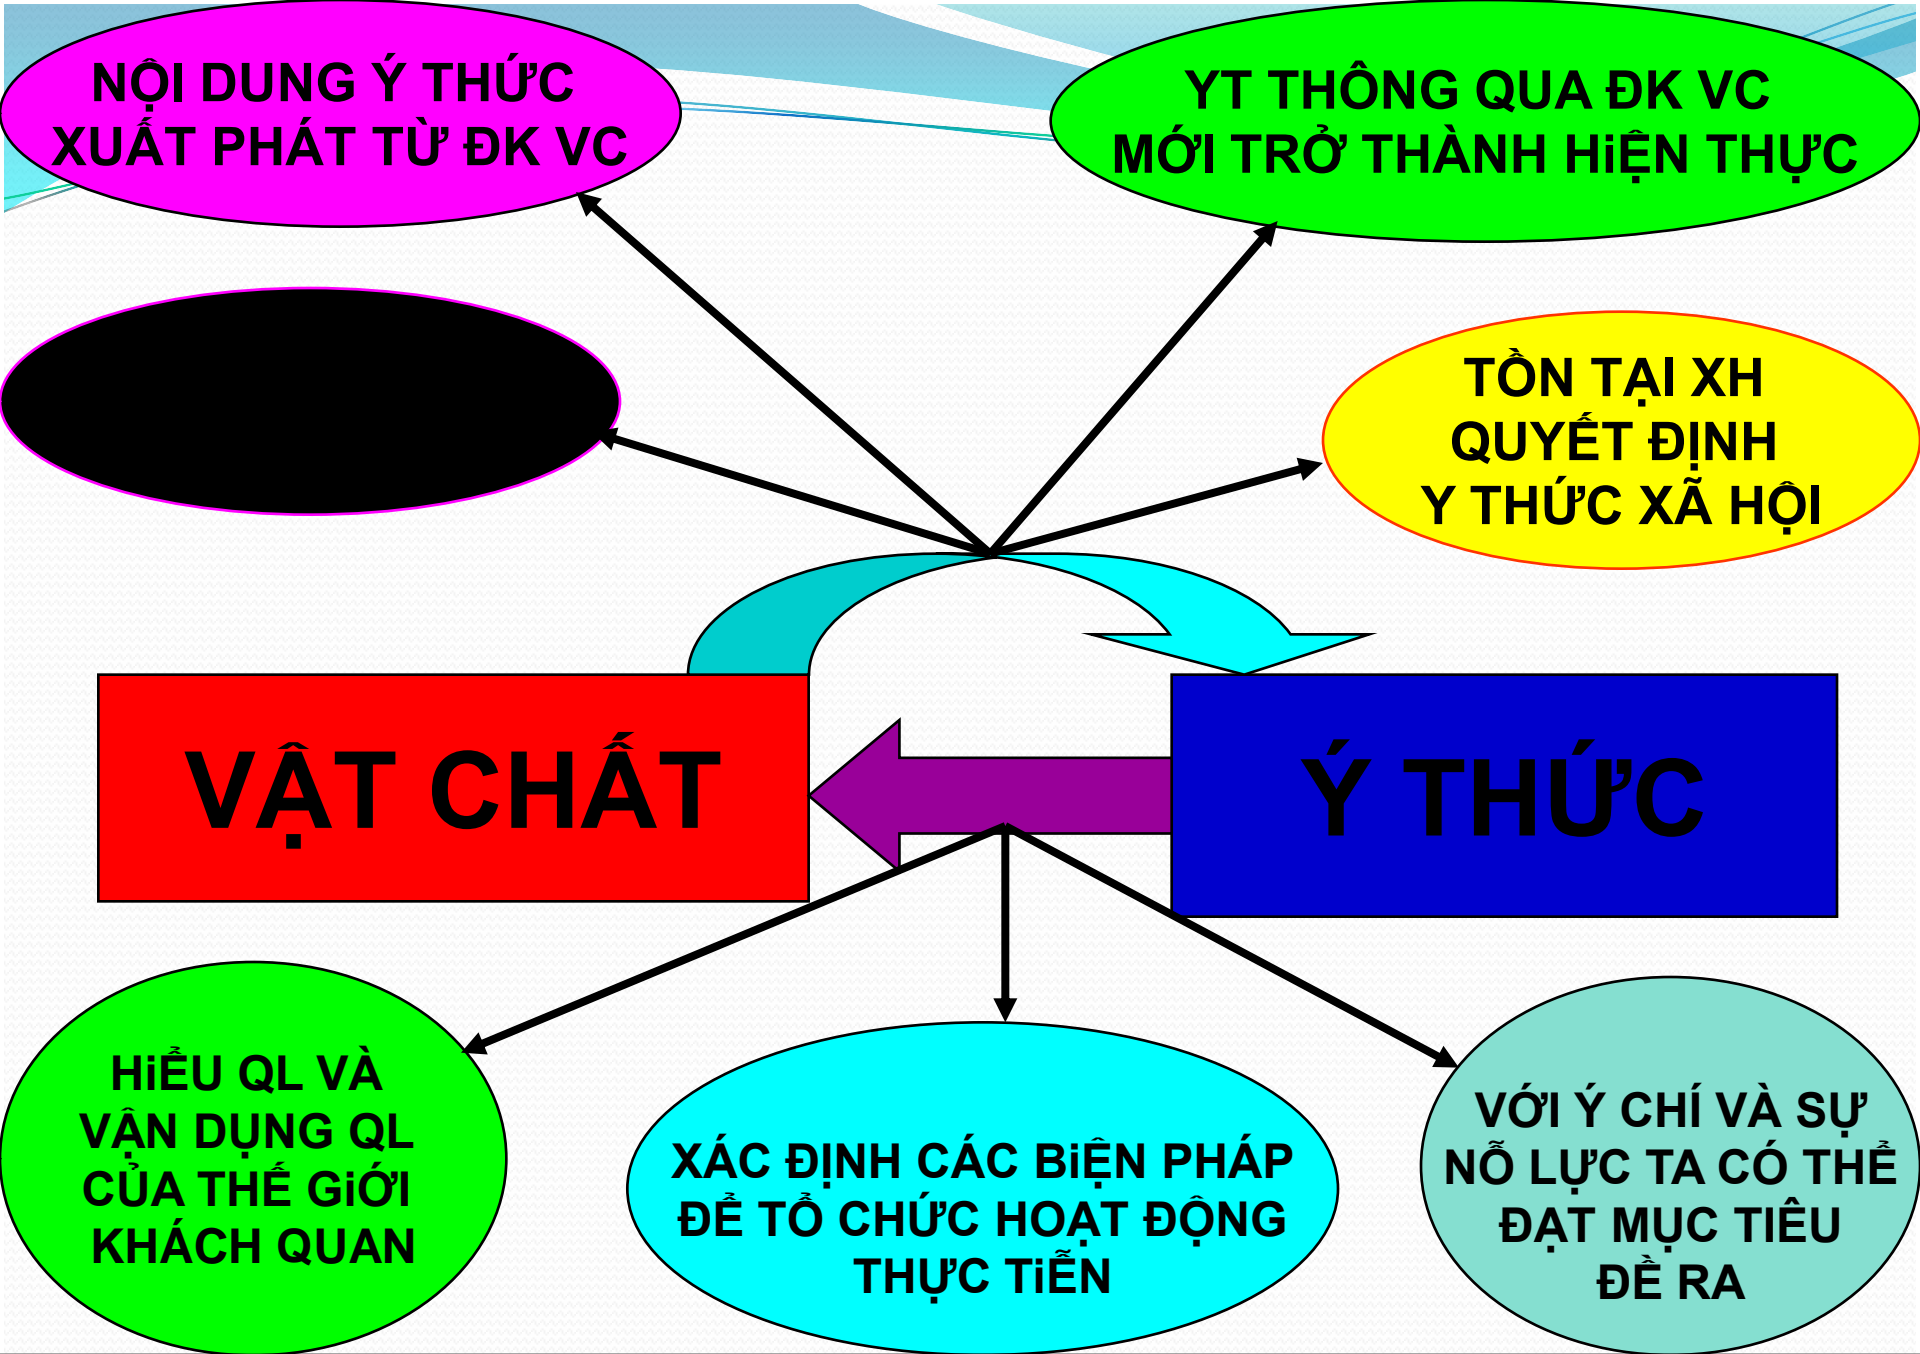 NỘI DUNG Ý THỨC
XUẤT PHÁT TỪ ĐK VC
YT THÔNG QUA ĐK VC
MỚI TRỞ THÀNH HiỆN THỰC
TỒN TẠI XH
QUYẾT ĐỊNH
Y THỨC XÃ HỘI
VẬT CHẤT
Ý THỨC
HiỂU QL VÀ
VẬN DỤNG QL
CỦA THẾ GiỚI
KHÁCH QUAN
XÁC ĐỊNH CÁC BiỆN PHÁP
ĐỂ TỔ CHỨC HOẠT ĐỘNG
THỰC TiỄN
VỚI Ý CHÍ VÀ SỰ
NỖ LỰC TA CÓ THỂ
ĐẠT MỤC TIÊU
ĐỀ RA